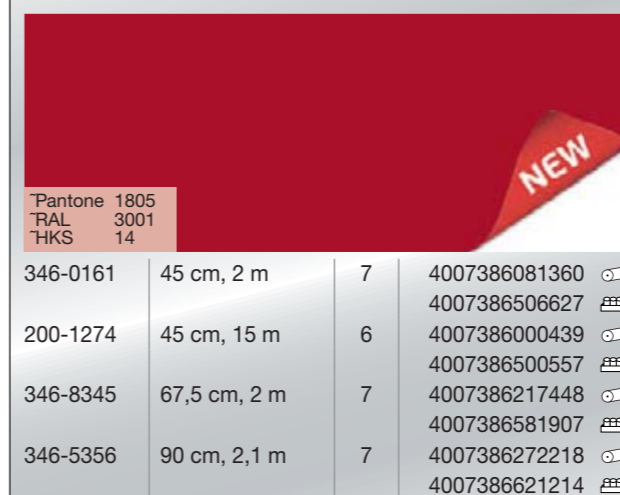 NEW
~Pantone 1805
~RAL 3001
~HKS 14
346-0161 45 cm, 2 m 7 4007386081360
4007386506627
200-1274 45 cm, 15 m 6 4007386000439
4007386500557
346-8345 67,5 cm, 2 m 7 4007386217448
4007386581907
346-5356 90 cm, 2,1 m 7 4007386272218
4007386621214